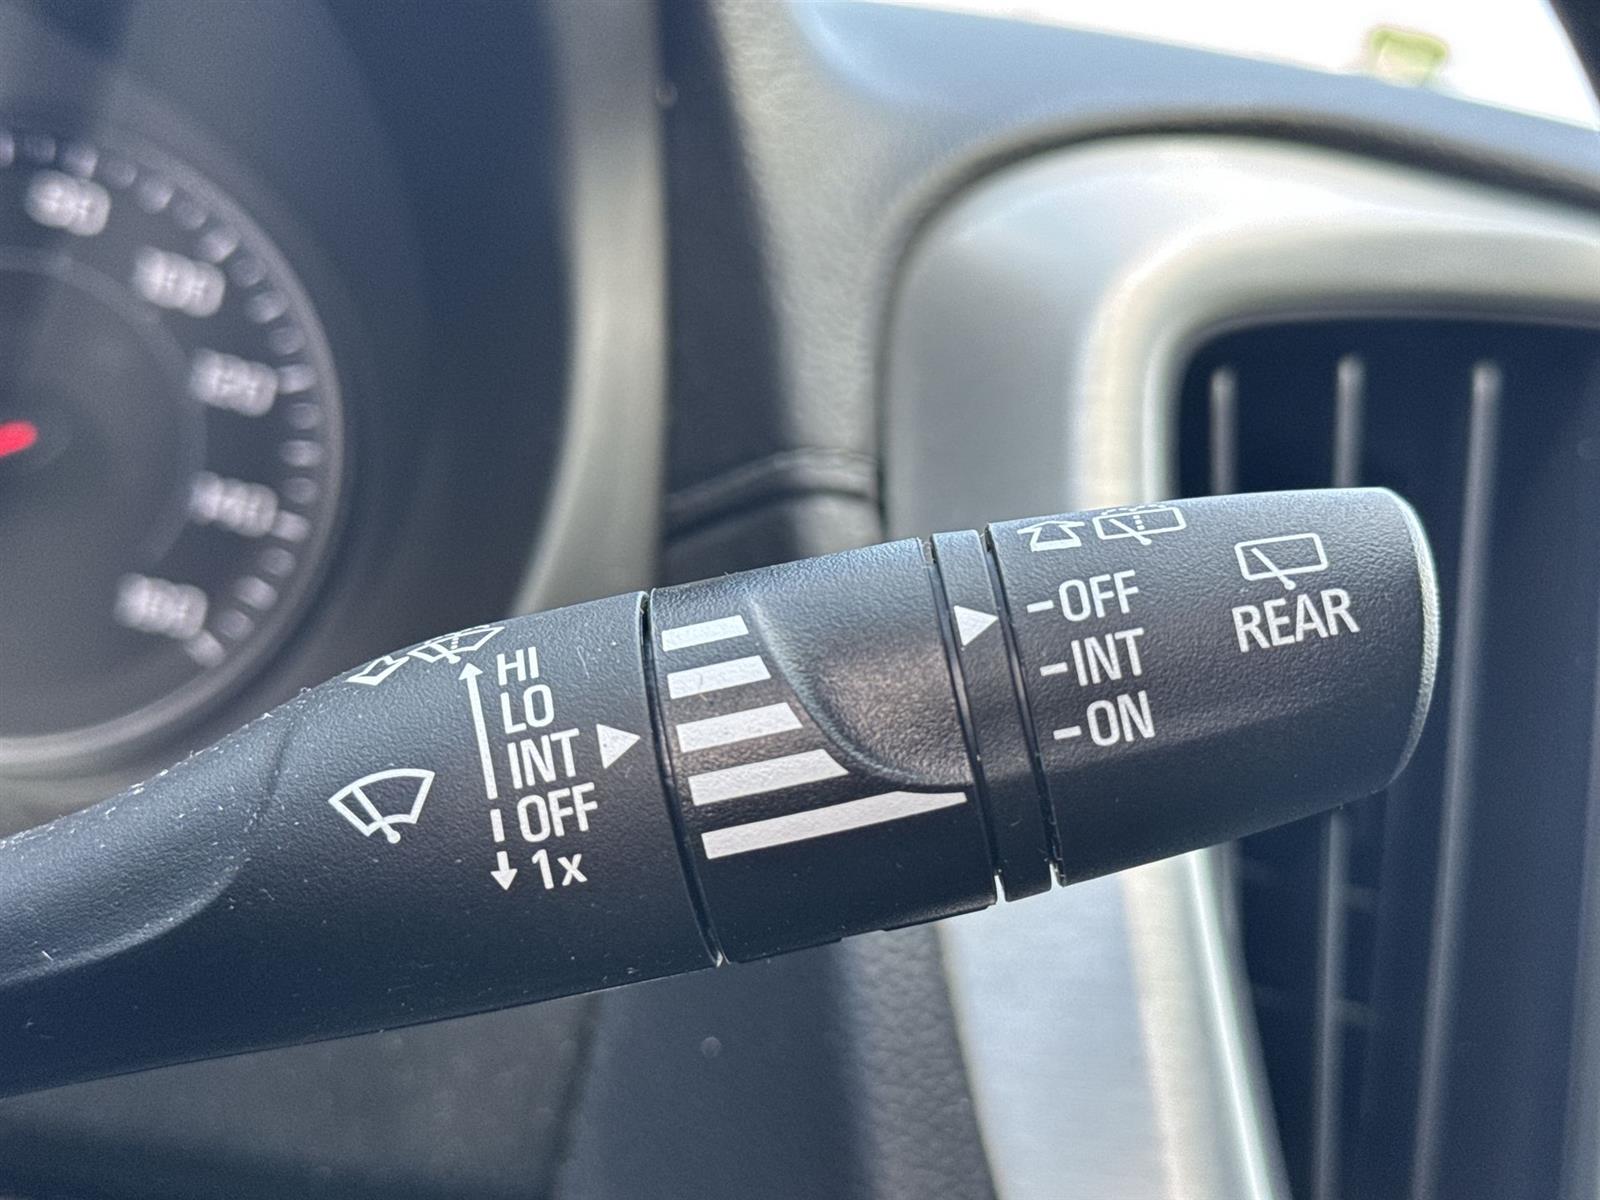 HI
LO
INT
OFF
1x
-OFF
-INT
-ON
REAR